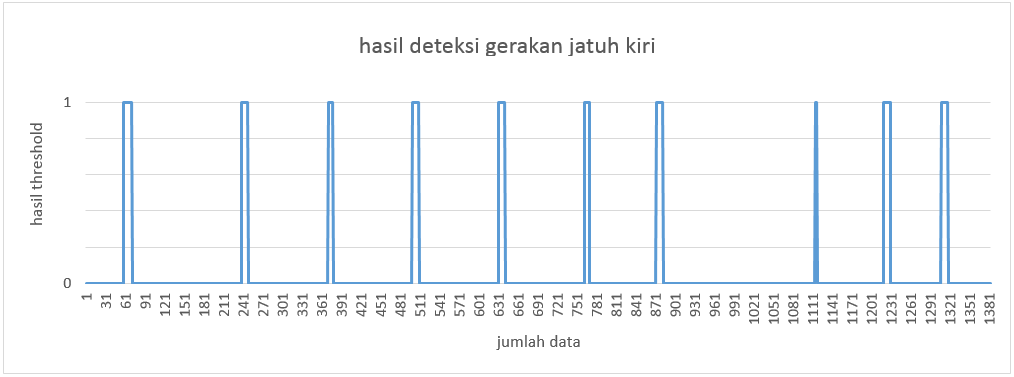 hasil deteksi gerakan jatuh kiri
1
hasil threshold
0
1 31 61 91 121 151 181 211 241 271 301 331 361 391 421 451 481 511 541 571 601 631 661 691 721 751 781 811 841 871 901 931 961 991 1021 1051 1081 1111 1141 1171 1201 1231 1261 1291 1321 1351 1381
jumlah data